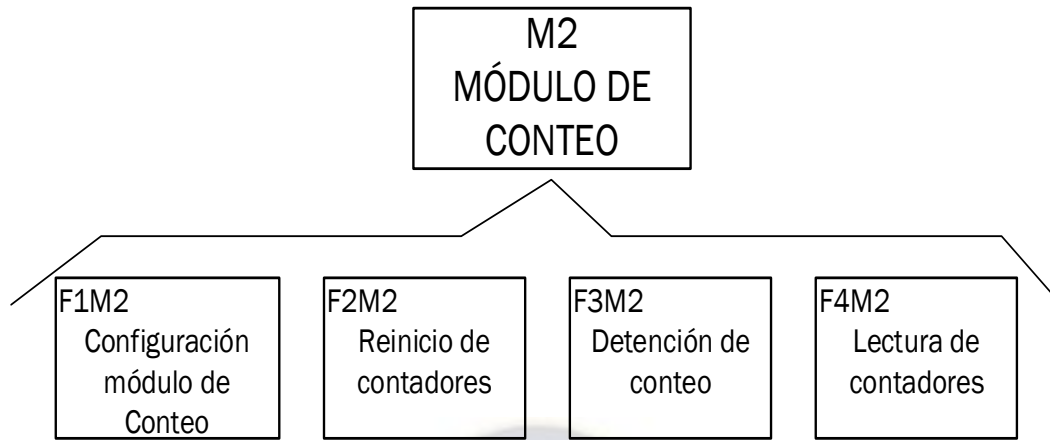 M2
MÓDULO DE
CONTEO
F1M2
Configuración
módulo de
Conteo
F2M2
Reinicio de
contadores
F3M2
Detención de
conteo
F4M2
Lectura de
contadores